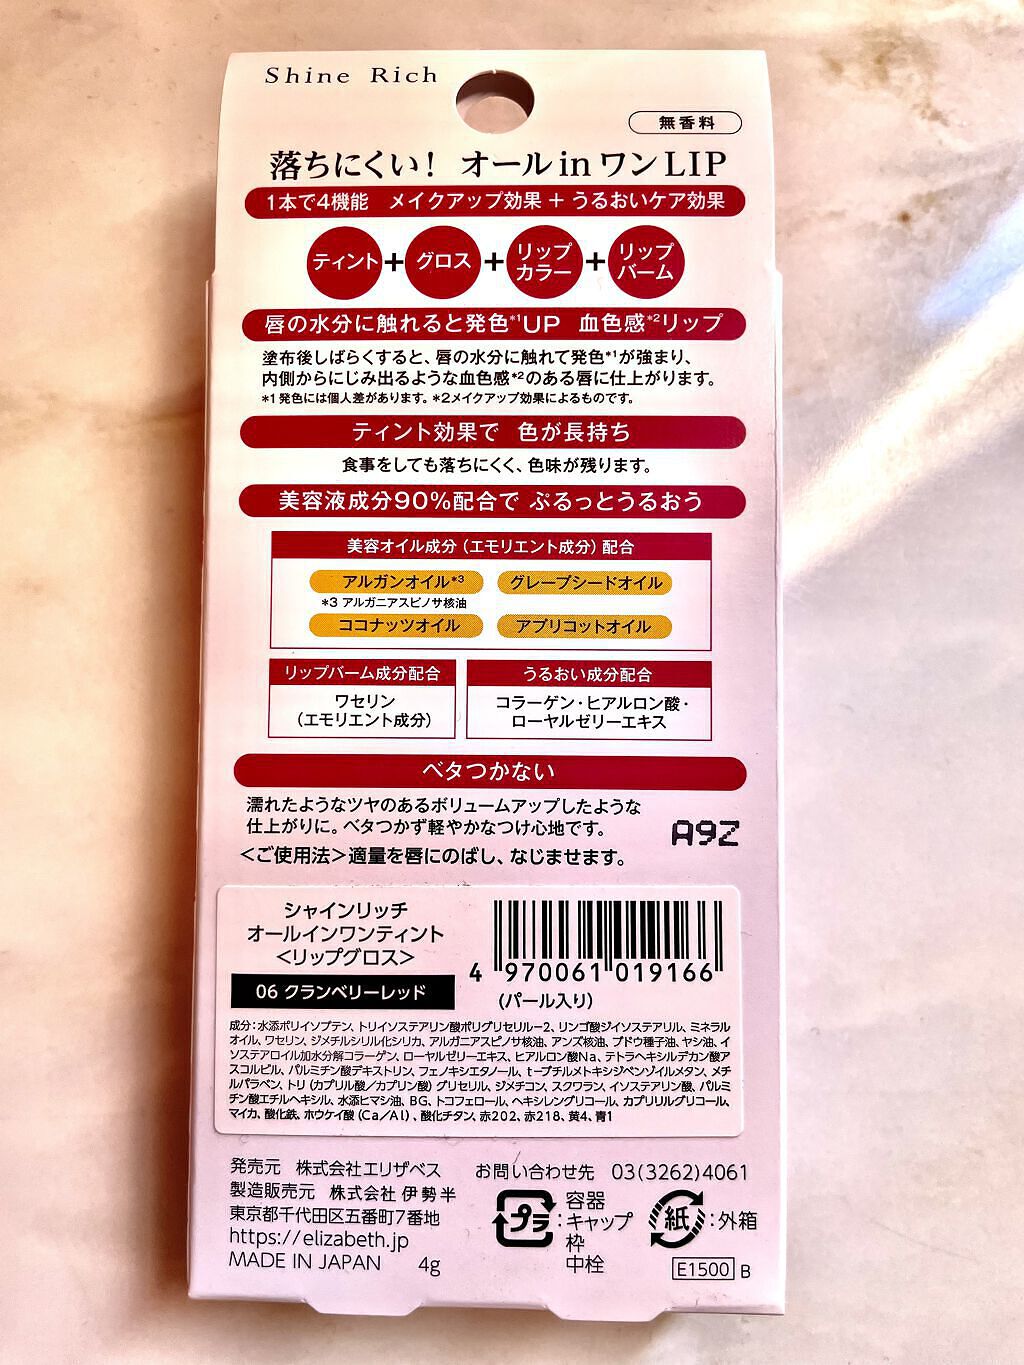 Shine Rich
無香料
落ちにくい! オール in ワン LIP
1本で4機能 メイクアップ効果+うるおいケア効果
ティント+グロス+リップカラー+リップバーム
唇の水分に触れると発色*1UP 血色感*2リップ
塗布後しばらくすると、唇の水分に触れて発色*1が強まり、
内側からにじみ出るような血色感*2のある唇に仕上がります。
*1発色には個人差があります。*2メイクアップ効果によるものです。
ティント効果で 色が長持ち
食事をしても落ちにくく、色味が残ります。
美容液成分90%配合で ぷるっとうるおう
美容オイル成分(エモリエント成分)配合
アルガンオイル*3 グレープシードオイル
*3 アルガニアスピノサ核油
ココナッツオイル アプリコットオイル
リップバーム成分配合
ワセリン
(エモリエント成分)
うるおい成分配合
コラーゲン・ヒアルロン酸・
ローヤルゼリーエキス
ベタつかない
濡れたようなツヤのあるボリュームアップしたような
仕上がりに。ベタつかず軽やかなつけ心地です。
A9Z
<ご使用法>適量を唇にのばし、なじませます。
シャインリッチ
オールインワンティント
<リップグロス>
06 クランベリーレッド
4 970061 019166
(パール入り)
成分:水添ポリイソブテン、トリイソステアリン酸ポリグリセリル-2、リンゴ酸ジイソステアリル、ミネラル
オイル、ワセリン、ジメチルシリル化シリカ、アルガニアスピノサ核油、アンズ核油、ブドウ種子油、ヤシ油、イ
ソステアロイル加水分解コラーゲン、ローヤルゼリーエキス、ヒアルロン酸Na、テトラヘキシルデカン酸ア
スコルビル、パルミチン酸デキストリン、フェノキシエタノール、t-ブチルメトキシジベンゾイルメタン、メチ
ルパラベン、トリ(カプリル酸/カプリン酸)グリセリル、ジメチコン、スクワラン、イソステアリン酸、パルミ
チン酸エチルヘキシル、水添ヒマシ油、BG、トコフェロール、ヘキシレングリコール、カプリリルグリコール、
マイカ、酸化鉄、ホウケイ酸(Ca/Al)、酸化チタン、赤202、赤218、黄4、青1
発売元 株式会社エリザベス お問い合わせ先 03(3262)4061
製造販売元 株式会社 伊勢半
東京都千代田区五番町7番地
https://elizabeth.jp
MADE IN JAPAN 4g
プラ:容器
キャップ
枠
中栓
紙:外箱
E1500 B